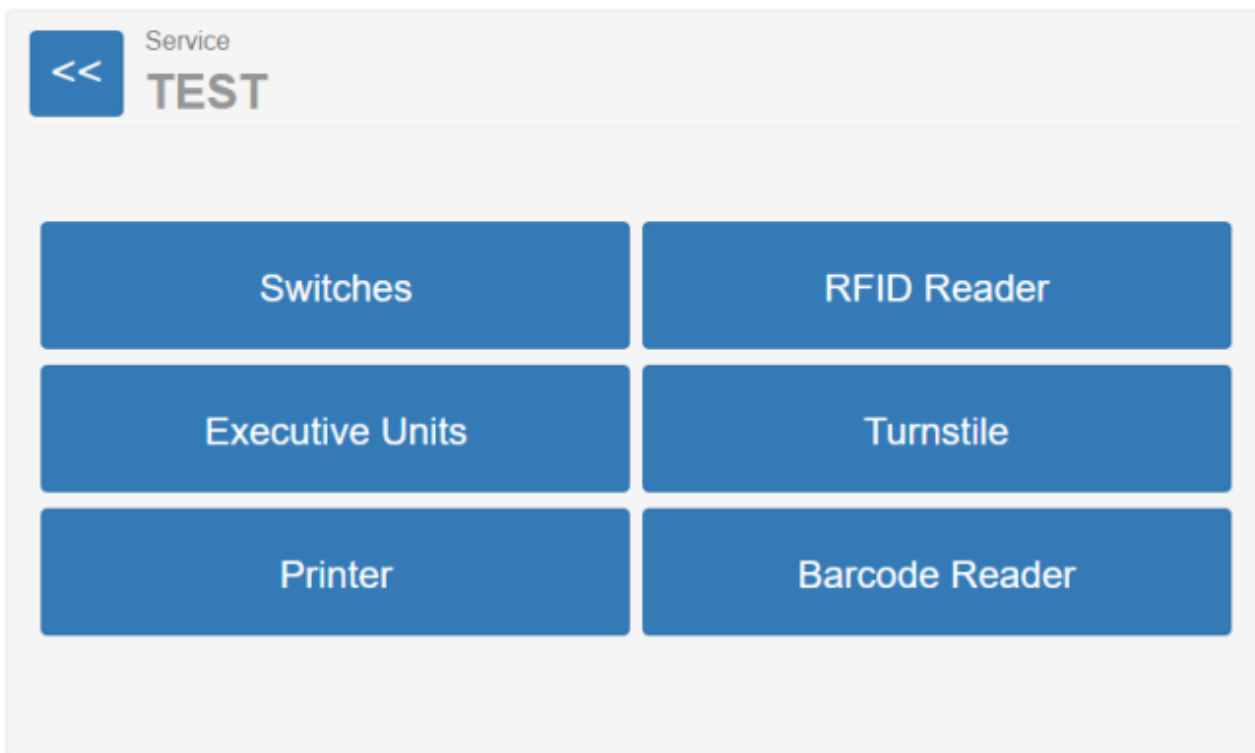 <<
Service
TEST
Switches
RFID Reader
Executive Units
Turnstile
Printer
Barcode Reader